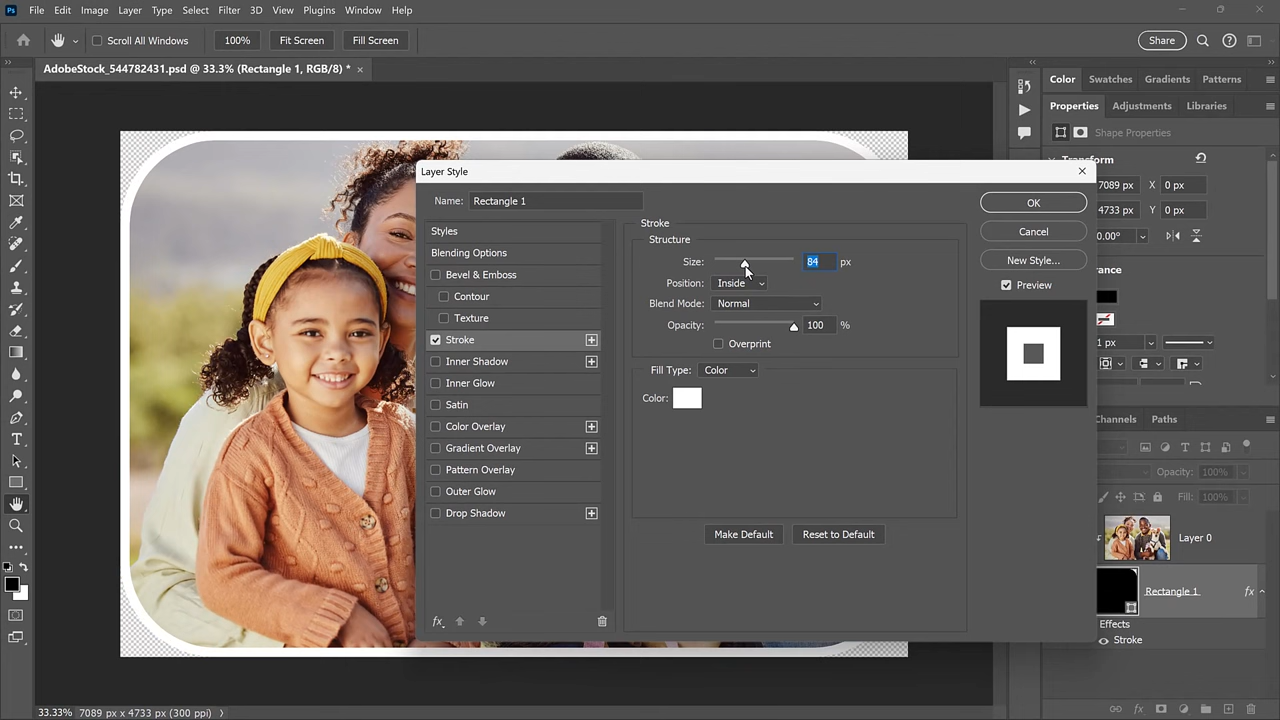 Ps File Edit Image Layer Type Select Filter 3D View Plugins Window Help
Scroll All Windows 100% Fit Screen Fill Screen Share
AdobeStock_544782431.psd @ 33.3% (Rectangle 1, RGB/8) * ×
Color Swatches Gradients Patterns
Properties Adjustments Libraries
Shape Properties
Transform
7089 px X 0 px
4733 px Y 0 px
0.00°
1 px
Layer Style
Name: Rectangle 1
OK
Cancel
New Style...
Preview
Styles
Blending Options
Bevel & Emboss
Contour
Texture
Stroke
Inner Shadow
Inner Glow
Satin
Color Overlay
Gradient Overlay
Pattern Overlay
Outer Glow
Drop Shadow
fx
Stroke
Structure
Size: 84 px
Position: Inside
Blend Mode: Normal
Opacity: 100 %
Overprint
Fill Type: Color
Color:
Make Default Reset to Default
Paths
Opacity: 100%
Fill: 100%
Layer 0
Rectangle 1 fx
Effects
Stroke
33.33% 7089 px x 4733 px (300 ppi)